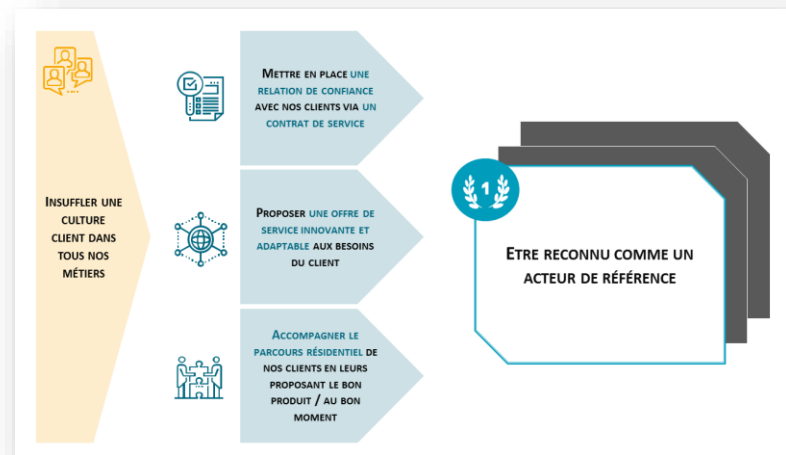 INSUFFLER UNE
CULTURE
CLIENT DANS
TOUS NOS
MÉTIERS
METTRE EN PLACE UNE
RELATION DE CONFIANCE
AVEC NOS CLIENTS VIA UN
CONTRAT DE SERVICE
PROPOSER UNE OFFRE DE
SERVICE INNOVANTE ET
ADAPTABLE AUX BESOINS
DU CLIENT
ACCOMPAGNER LE
PARCOURS RÉSIDENTIEL DE
NOS CLIENTS EN LEURS
PROPOSANT LE BON
PRODUIT / AU BON
MOMENT
1
ETRE RECONNU COMME UN
ACTEUR DE RÉFÉRENCE